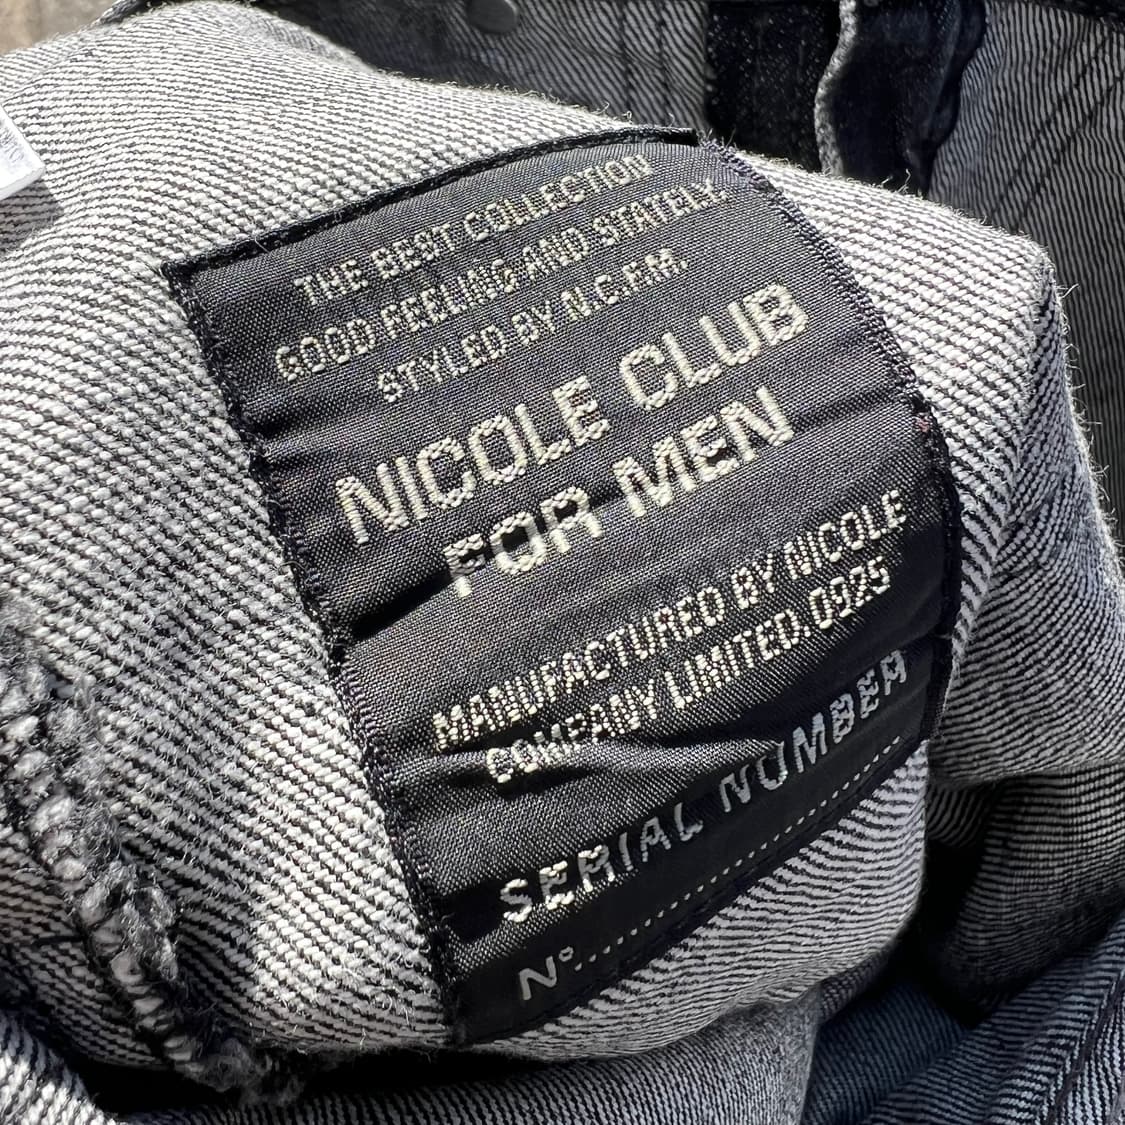 THE BEST COLLECTION
GOOD FEELING AND STATELY.
STYLED BY N.C.F.M.
NICOLE CLUB
FOR MEN
MANUFACTURED BY NICOLE
COMPANY LIMITED.0925
SERIAL NUMBER
N°..............................